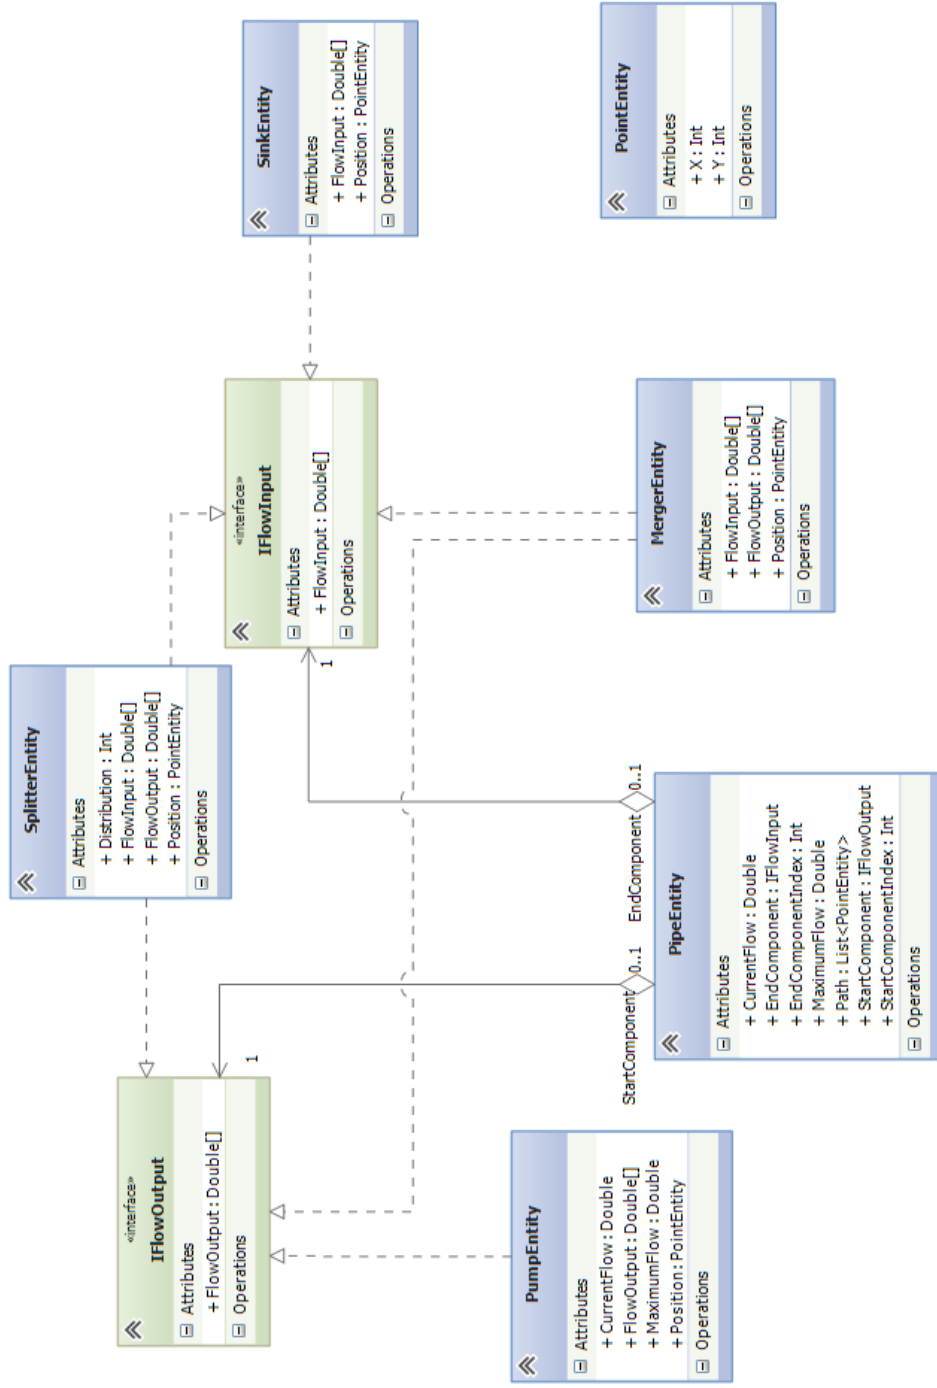 SplitterEntity
Attributes
+ Distribution : Int
+ FlowInput : Double[]
+ FlowOutput : Double[]
+ Position : PointEntity
Operations
«interface»
IFlowOutput
Attributes
+ FlowOutput : Double[]
Operations
«interface»
IFlowInput
Attributes
+ FlowInput : Double[]
Operations
SinkEntity
Attributes
+ FlowInput : Double[]
+ Position : PointEntity
Operations
1
1
PumpEntity
Attributes
+ CurrentFlow : Double
+ FlowOutput : Double[]
+ MaximumFlow : Double
+ Position: PointEntity
Operations
StartComponent
0..1
EndComponent
0..1
PipeEntity
Attributes
+ CurrentFlow : Double
+ EndComponent : IFlowInput
+ EndComponentIndex : Int
+ MaximumFlow : Double
+ Path : List<PointEntity>
+ StartComponent : IFlowOutput
+ StartComponentIndex : Int
Operations
MergerEntity
Attributes
+ FlowInput : Double[]
+ FlowOutput : Double[]
+ Position : PointEntity
Operations
PointEntity
Attributes
+ X : Int
+ Y : Int
Operations